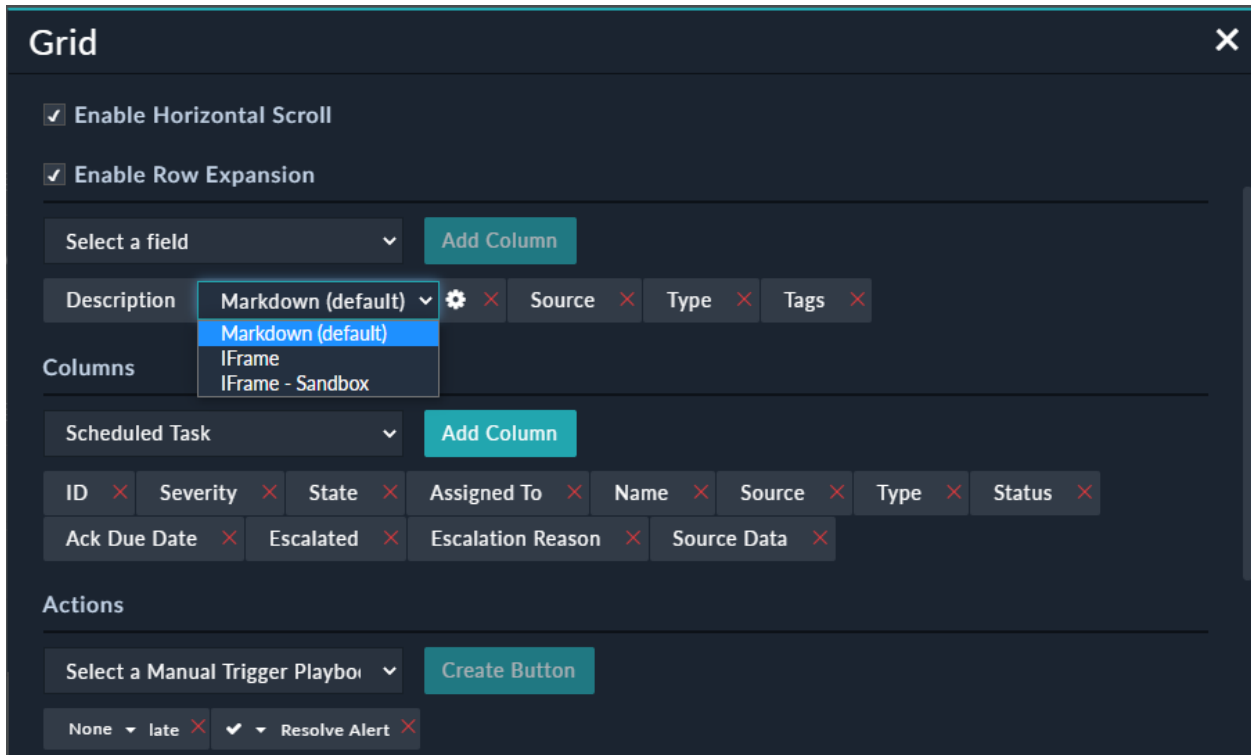 Grid
Enable Horizontal Scroll
Enable Row Expansion
Select a field Add Column
Description Markdown (default) Source Type Tags
Markdown (default)
IFrame
IFrame - Sandbox
Columns
Scheduled Task Add Column
ID Severity State Assigned To Name Source Type Status
Ack Due Date Escalated Escalation Reason Source Data
Actions
Select a Manual Trigger Playboo Create Button
None late Resolve Alert